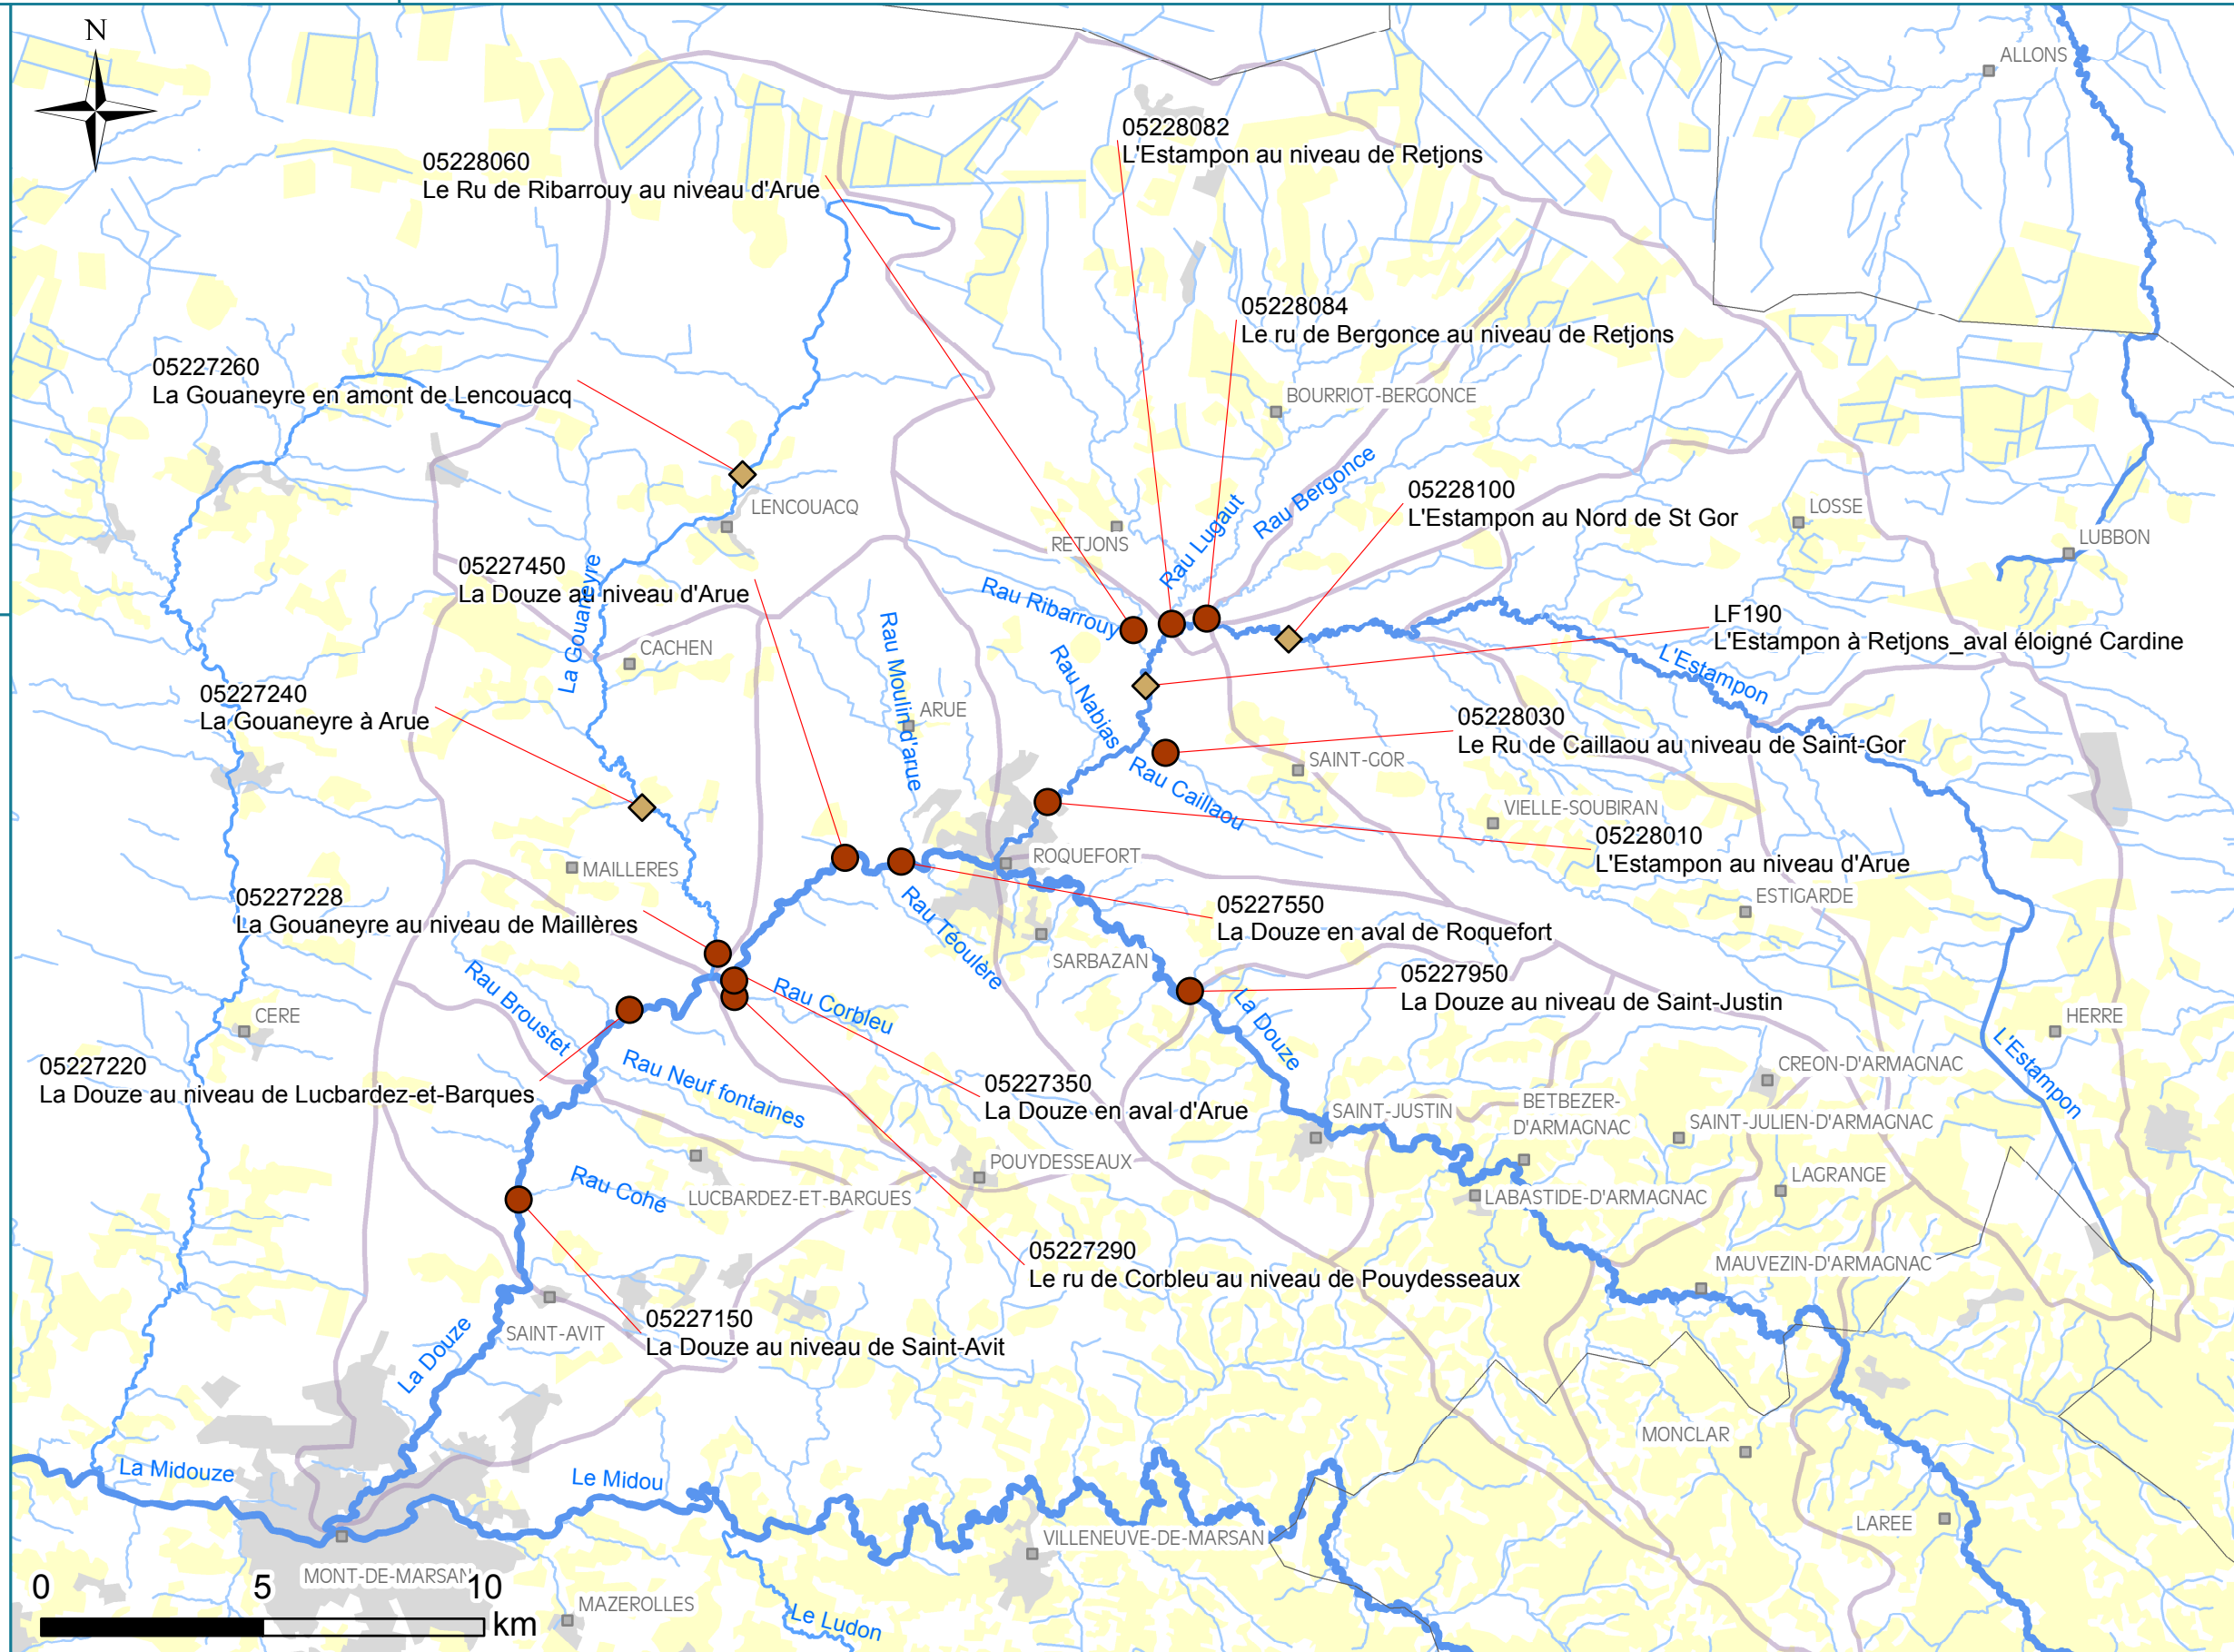 N
ALLONS
05228082
L'Estampon au niveau de Retjons
05228060
Le Ru de Ribarrouy au niveau d'Arue
05228084
Le ru de Bergonce au niveau de Retjons
05227260
La Gouaneyre en amont de Lencouacq
BOURRIOT-BERGONCE
Rau Bergonce
05228100
L'Estampon au Nord de St Gor
LENCOUACQ
LOSSE
LUBBON
Rau Lugaut
RETJONS
05227450
La Douze au niveau d'Arue
La Gouaneyre
Rau Ribarrouy
LF190
L'Estampon à Retjons_aval éloigné Cardine
CACHEN
Rau Moulin d'arue
Rau Nabias
L'Estampon
05227240
La Gouaneyre à Arue
ARUE
05228030
Le Ru de Caillaou au niveau de Saint-Gor
SAINT-GOR
Rau Caillaou
VIELLE-SOUBIRAN
05228010
L'Estampon au niveau d'Arue
ROQUEFORT
MAILLERES
05227228
La Gouaneyre au niveau de Maillères
Rau Téoulère
05227550
La Douze en aval de Roquefort
ESTIGARDE
SARBAZAN
05227950
La Douze au niveau de Saint-Justin
Rau Broustet
Rau Corbleu
La Douze
CERE
HERRE
05227220
La Douze au niveau de Lucbardez-et-Barques
Rau Neuf fontaines
05227350
La Douze en aval d'Arue
CREON-D'ARMAGNAC
L'Estampon
SAINT-JUSTIN
BETBEZER-
D'ARMAGNAC
SAINT-JULIEN-D'ARMAGNAC
POUYDESSEAUX
LAGRANGE
Rau Cohé
LUCBARDEZ-ET-BARGUES
LABASTIDE-D'ARMAGNAC
05227290
Le ru de Corbleu au niveau de Pouydesseaux
MAUVEZIN-D'ARMAGNAC
05227150
La Douze au niveau de Saint-Avit
SAINT-AVIT
La Douze
MONCLAR
La Midouze
Le Midou
LAREE
VILLENEUVE-DE-MARSAN
MONT-DE-MARSAN
MAZEROLLES
Le Ludon
0 5 10
km